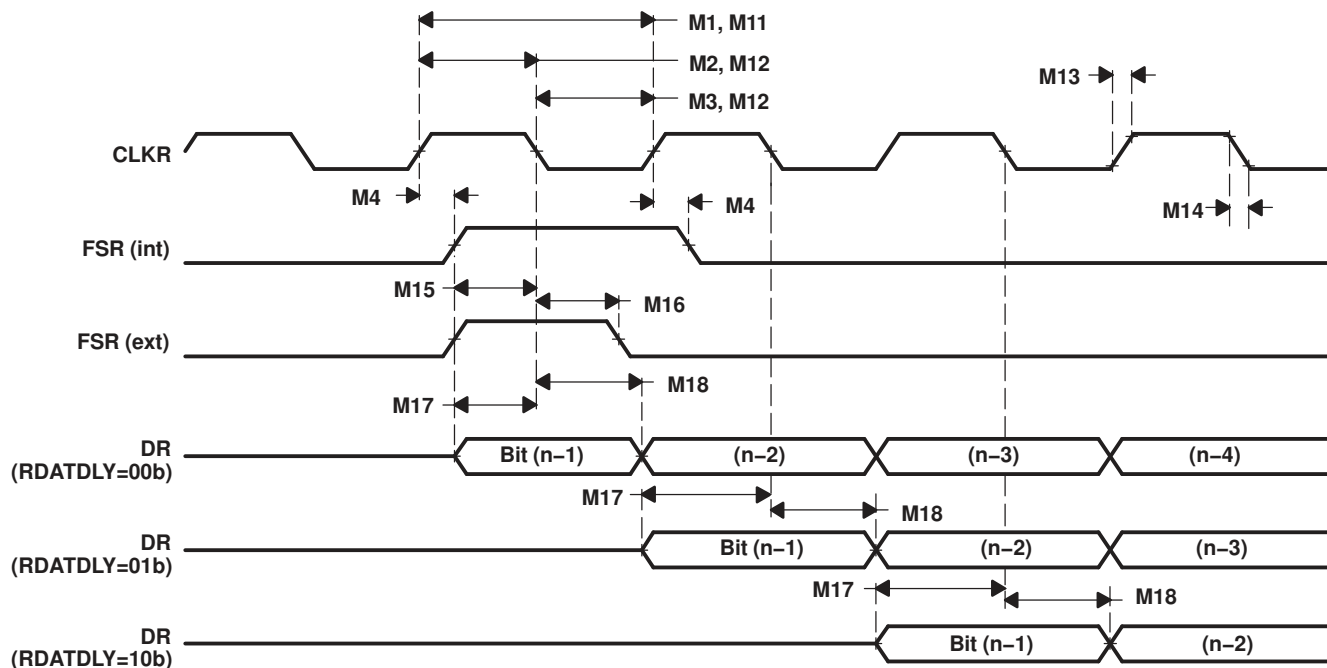 M1, M11
M2, M12
M13
M3, M12
CLKR
M4
M4
M14
FSR (int)
M15
M16
FSR (ext)
M18
M17
DR
(RDATDLY=00b)
Bit (n−1)
(n−2)
(n−3)
(n−4)
M17
M18
DR
(RDATDLY=01b)
Bit (n−1)
(n−2)
(n−3)
M17
M18
DR
(RDATDLY=10b)
Bit (n−1)
(n−2)